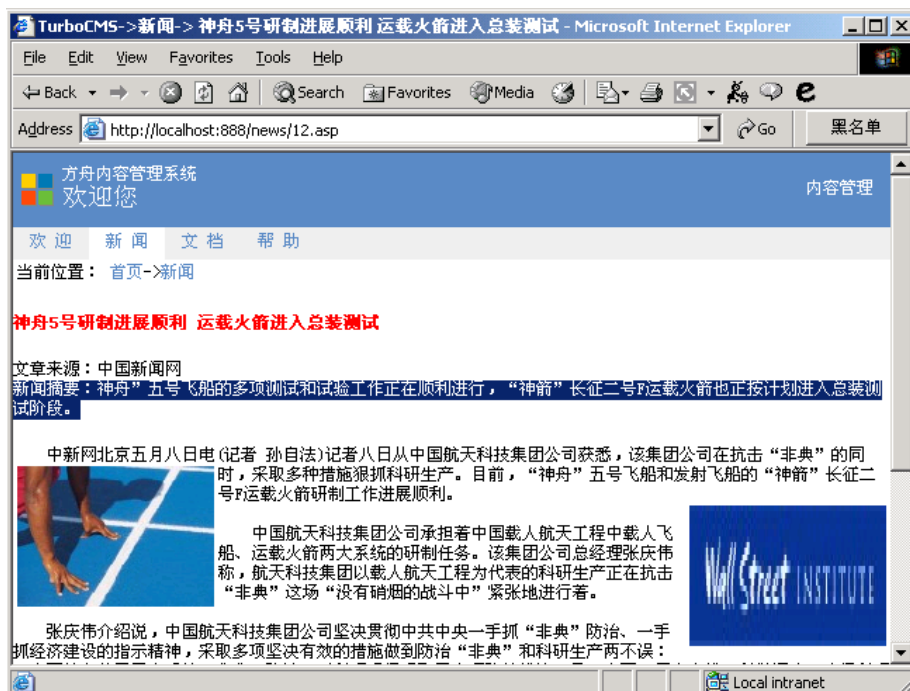 TurboCMS->新闻-> 神舟5号研制进展顺利 运载火箭进入总装测试 - Microsoft Internet Explorer
File Edit View Favorites Tools Help
Back Search Favorites Media
Address http://localhost:888/news/12.asp Go 黑名单
方舟内容管理系统
欢迎您
内容管理
欢 迎 新 闻 文 档 帮 助
当前位置： 首页->新闻
神舟5号研制进展顺利 运载火箭进入总装测试
文章来源：中国新闻网
新闻摘要：神舟”五号飞船的多项测试和试验工作正在顺利进行，“神箭”长征二号F运载火箭也正按计划进入总装测
试阶段。
中新网北京五月八日电(记者 孙自法)记者八日从中国航天科技集团公司获悉，该集团公司在抗击“非典”的同
时，采取多种措施狠抓科研生产。目前，“神舟”五号飞船和发射飞船的“神箭”长征二
号F运载火箭研制工作进展顺利。
中国航天科技集团公司承担着中国载人航天工程中载人飞
船、运载火箭两大系统的研制任务。该集团公司总经理张庆伟
称，航天科技集团以载人航天工程为代表的科研生产正在抗击
“非典”这场“没有硝烟的战斗中”紧张地进行着。
Wall Street INSTITUTE
张庆伟介绍说，中国航天科技集团公司坚决贯彻中共中央一手抓“非典”防治、一手
抓经济建设的指示精神，采取多项坚决有效的措施做到防治“非典”和科研生产两不误：
Local intranet